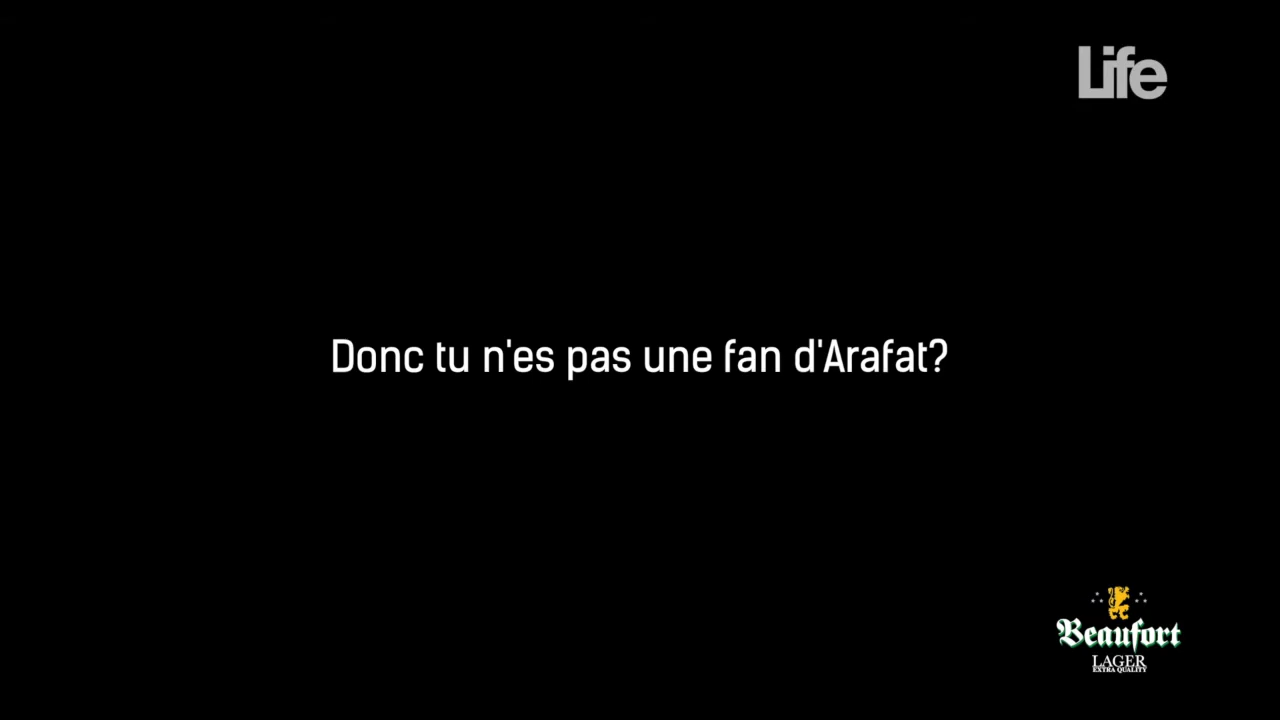 Life
Donc tu n'es pas une fan d'Arafat?
Beaufort
LAGER
EXTRA QUALITY